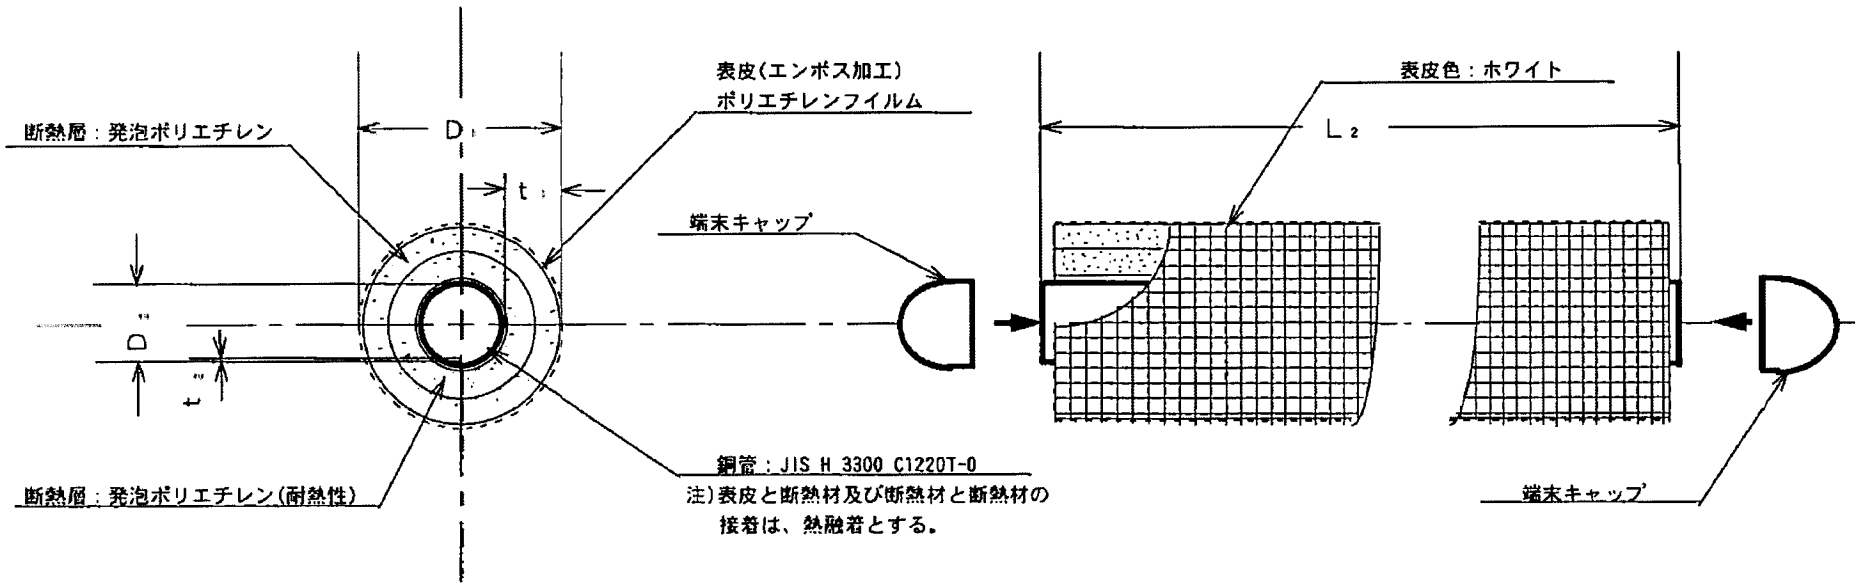 表皮(エンボス加工)
ポリエチレンフイルム
表皮色：ホワイト
断熱層：発泡ポリエチレン
D₁
L₂
t₁
端末キャップ
D
t
銅管：JIS H 3300 C1220T-0
断熱層：発泡ポリエチレン(耐熱性)
注)表皮と断熱材及び断熱材と断熱材の
接着は、熱融着とする。
端末キャップ